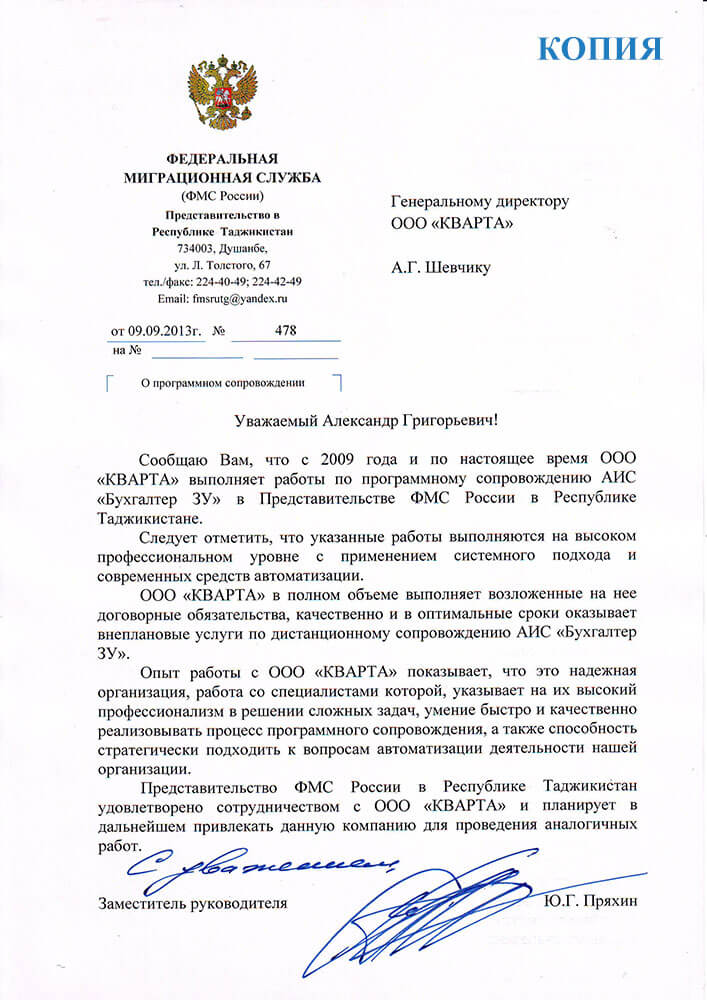 КОПИЯ
ФЕДЕРАЛЬНАЯ
МИГРАЦИОННАЯ СЛУЖБА
(ФМС России)
Представительство в
Республике Таджикистан
734003, Душанбе,
ул. Л. Толстого, 67
тел./факс: 224-40-49; 224-42-49
Email: fmsrutg@yandex.ru
от 09.09.2013г. № 478
на №
О программном сопровождении
Генеральному директору
ООО «КВАРТА»
А.Г. Шевчику
Уважаемый Александр Григорьевич!
Сообщаю Вам, что с 2009 года и по настоящее время ООО
«КВАРТА» выполняет работы по программному сопровождению АИС
«Бухгалтер ЗУ» в Представительстве ФМС России в Республике
Таджикистане.
Следует отметить, что указанные работы выполняются на высоком
профессиональном уровне с применением системного подхода и
современных средств автоматизации.
ООО «КВАРТА» в полном объеме выполняет возложенные на нее
договорные обязательства, качественно и в оптимальные сроки оказывает
внеплановые услуги по дистанционному сопровождению АИС «Бухгалтер
ЗУ».
Опыт работы с ООО «КВАРТА» показывает, что это надежная
организация, работа со специалистами которой, указывает на их высокий
профессионализм в решении сложных задач, умение быстро и качественно
реализовывать процесс программного сопровождения, а также способность
стратегически подходить к вопросам автоматизации деятельности нашей
организации.
Представительство ФМС России в Республике Таджикистан
удовлетворено сотрудничеством с ООО «КВАРТА» и планирует в
дальнейшем привлекать данную компанию для проведения аналогичных
работ.
С уважением
Заместитель руководителя Ю.Г. Пряхин